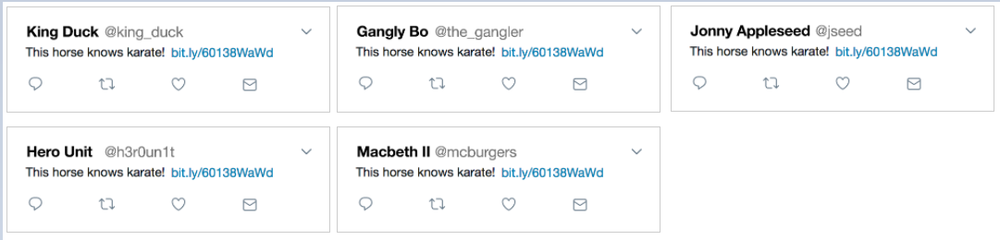 King Duck @king_duck
This horse knows karate! bit.ly/60138WaWd
Gangly Bo @the_gangler
This horse knows karate! bit.ly/60138WaWd
Jonny Appleseed @jseed
This horse knows karate! bit.ly/60138WaWd
Hero Unit @h3r0un1t
This horse knows karate! bit.ly/60138WaWd
Macbeth II @mcburgers
This horse knows karate! bit.ly/60138WaWd